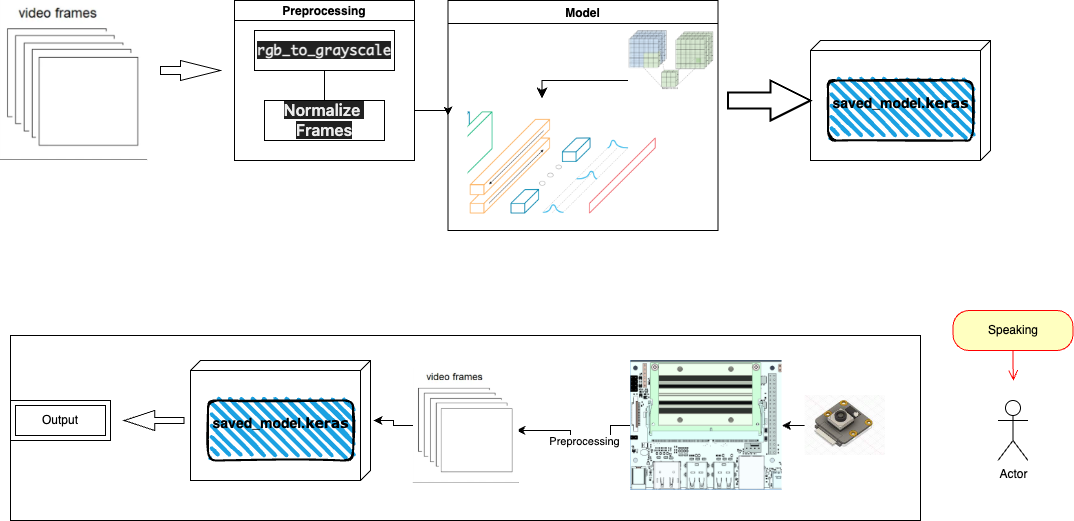 video frames
Preprocessing
rgb_to_grayscale
Normalize
Frames
Model
saved_model.keras
Speaking
Actor
video frames
Preprocessing
saved_model.keras
Output